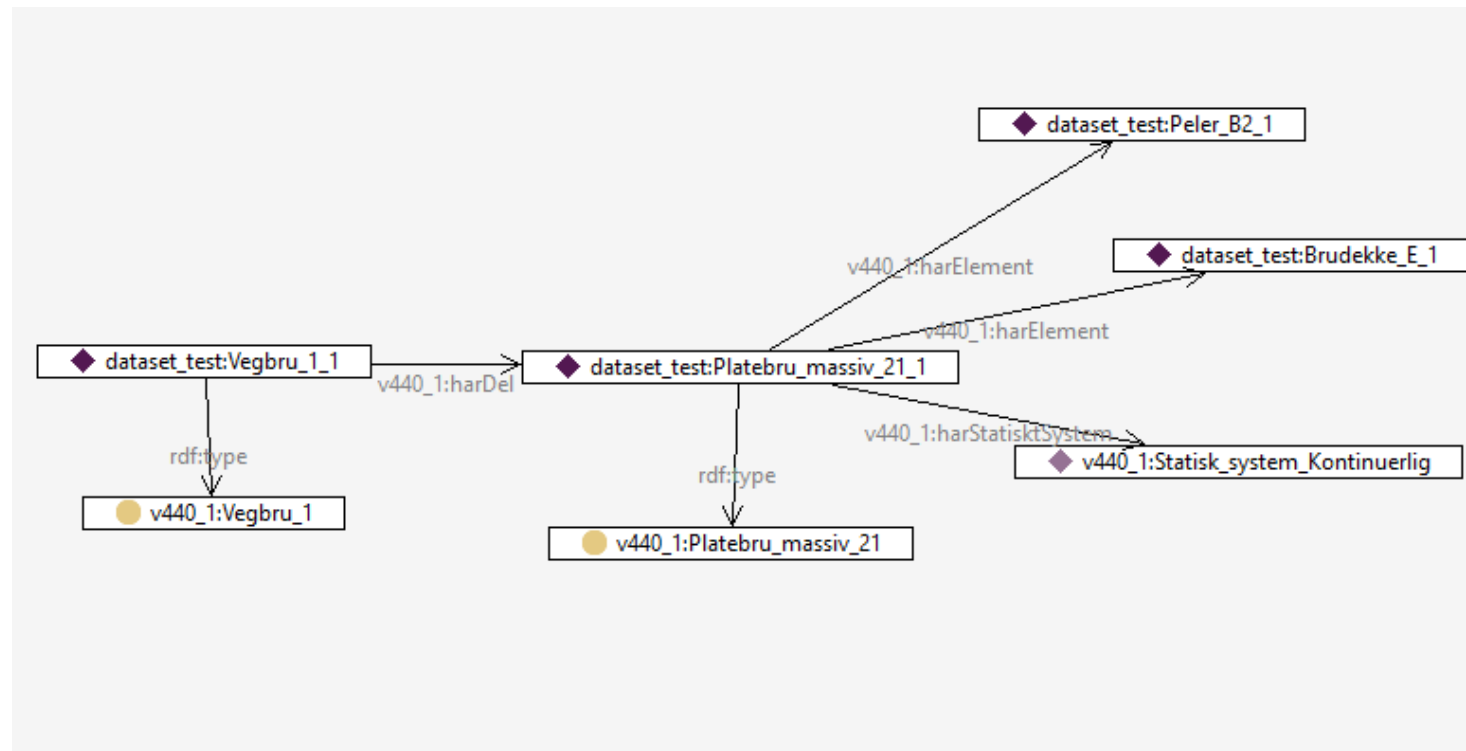 dataset_test:Peler_B2_1
dataset_test:Brudekke_E_1
v440_1:harElement
v440_1:harElement
dataset_test:Vegbru_1_1
v440_1:harDel
dataset_test:Platebru_massiv_21_1
v440_1:harStatisktSystem
rdf:type
v440_1:Statisk_system_Kontinuerlig
rdf:type
v440_1:Vegbru_1
v440_1:Platebru_massiv_21